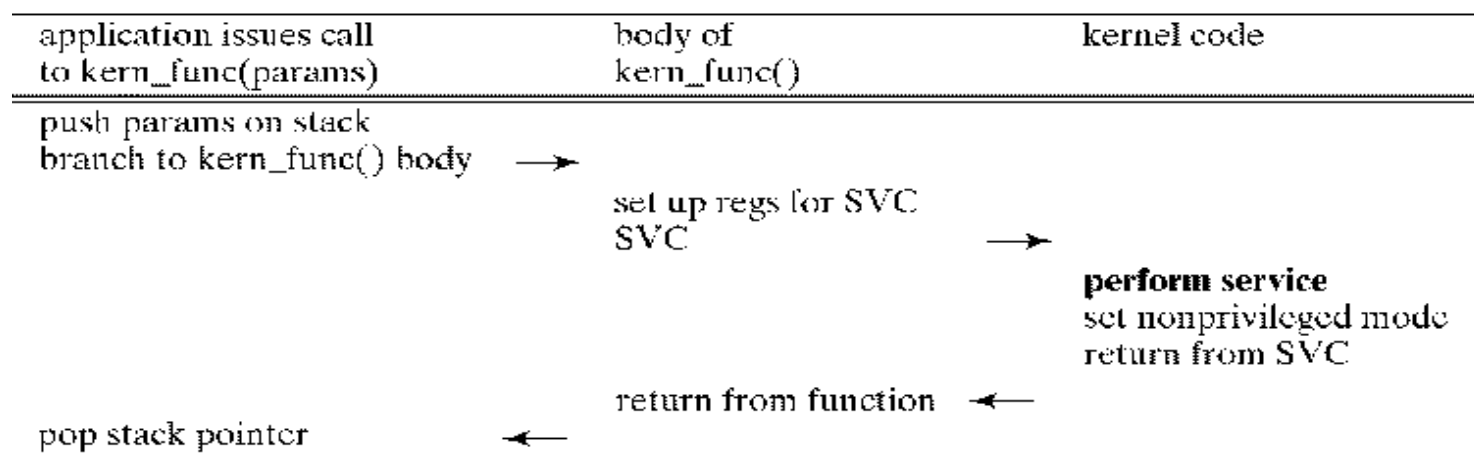 application issues call
to kern_func(params)
body of
kern_func()
kernel code
push params on stack
branch to kern_func() body
set up regs for SVC
SVC
perform service
set nonprivileged mode
return from SVC
return from function
pop stack pointer